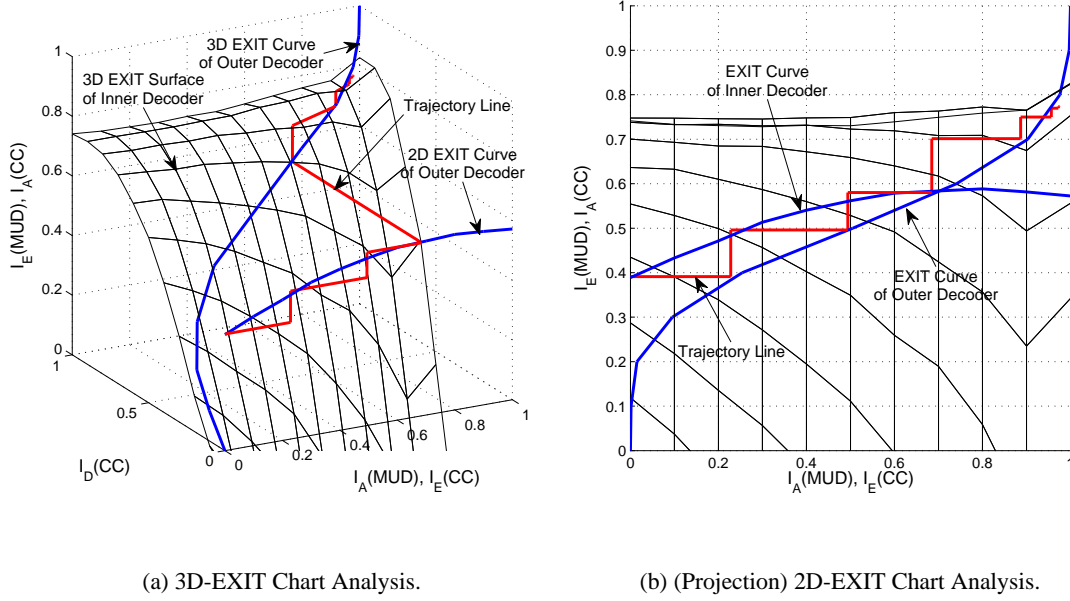 1
0.8
0.6
0.4
0.2
0
1
0.5
0
0
0.2
0.4
0.6
0.8
1
I_E(MUD), I_A(CC)
I_D(CC)
I_A(MUD), I_E(CC)
3D EXIT Curve
of Outer Decoder
3D EXIT Surface
of Inner Decoder
Trajectory Line
2D EXIT Curve
of Outer Decoder
(a) 3D-EXIT Chart Analysis.
1
0.9
0.8
0.7
0.6
0.5
0.4
0.3
0.2
0.1
0
0
0.2
0.4
0.6
0.8
1
I_E(MUD), I_A(CC)
I_A(MUD), I_E(CC)
EXIT Curve
of Inner Decoder
EXIT Curve
of Outer Decoder
Trajectory Line
(b) (Projection) 2D-EXIT Chart Analysis.